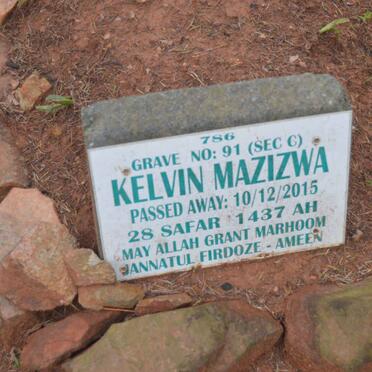 786
GRAVE NO: 91 (SEC C)
KELVIN MAZIZWA
PASSED AWAY: 10/12/2015
28 SAFAR 1437 AH
MAY ALLAH GRANT MARHOOM
JANNATUL FIRDOZE - AMEEN